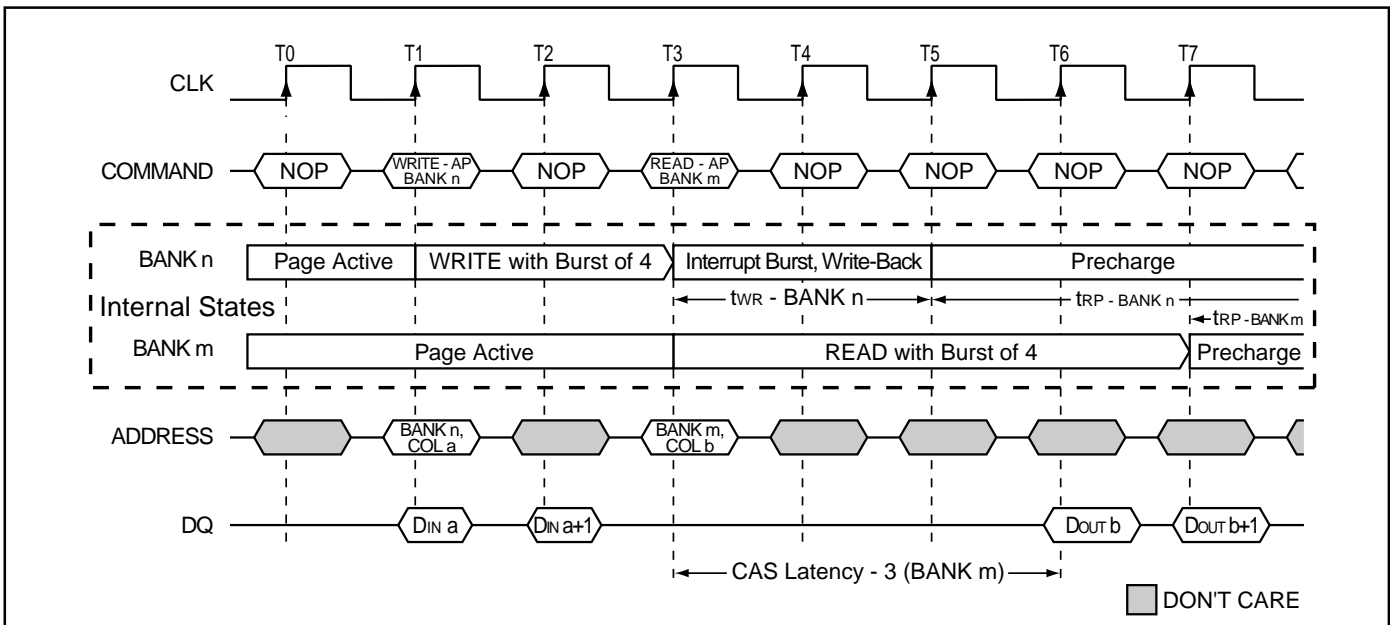 T0 T1 T2 T3 T4 T5 T6 T7
CLK
COMMAND NOP WRITE - AP NOP READ - AP NOP NOP NOP NOP
BANK n BANK m
BANK n Page Active WRITE with Burst of 4 Interrupt Burst, Write-Back Precharge
tWR - BANK n tRP - BANK n
Internal States
tRP - BANK m
BANK m Page Active READ with Burst of 4 Precharge
ADDRESS BANK n, BANK m,
COL a COL b
DQ DIN a DIN a+1 DOUT b DOUT b+1
CAS Latency - 3 (BANK m)
DON'T CARE